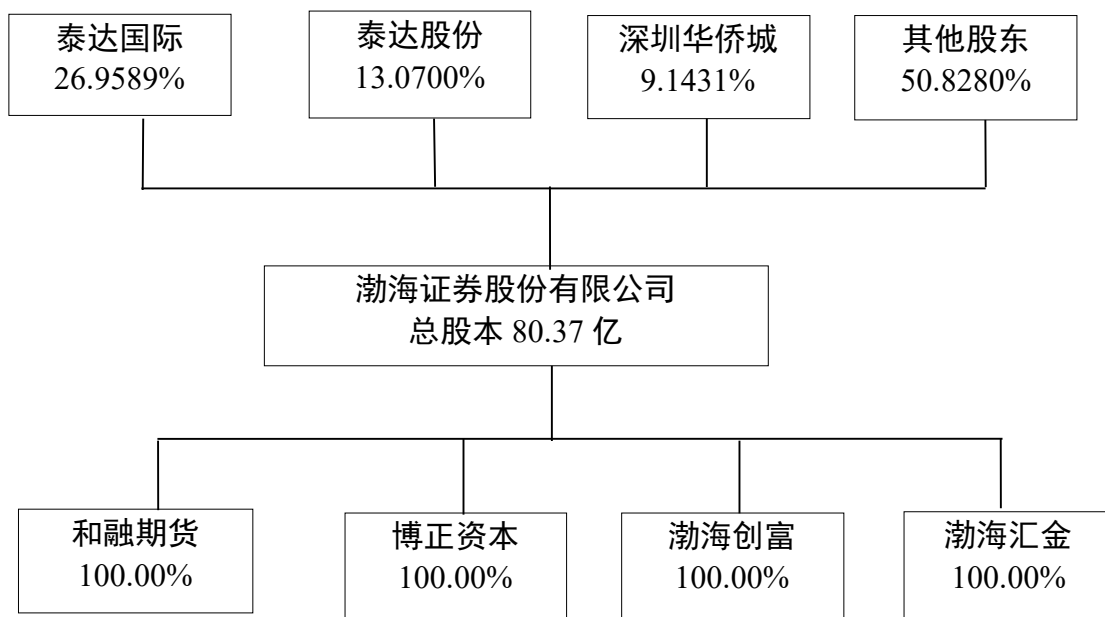 泰达国际
26.9589%
泰达股份
13.0700%
深圳华侨城
9.1431%
其他股东
50.8280%
渤海证券股份有限公司
总股本 80.37 亿
和融期货
100.00%
博正资本
100.00%
渤海创富
100.00%
渤海汇金
100.00%